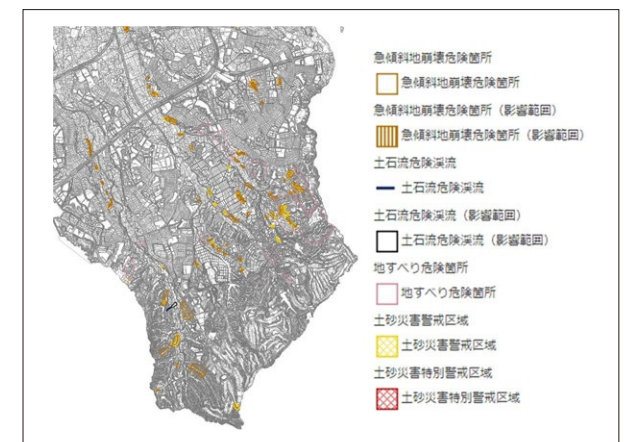 急傾斜地崩壊危険箇所
急傾斜地崩壊危険箇所
急傾斜地崩壊危険箇所（影響範囲）
急傾斜地崩壊危険箇所（影響範囲）
土石流危険渓流
土石流危険渓流
土石流危険渓流（影響範囲）
土石流危険渓流（影響範囲）
地すべり危険箇所
地すべり危険箇所
土砂災害警戒区域
土砂災害警戒区域
土砂災害特別警戒区域
土砂災害特別警戒区域